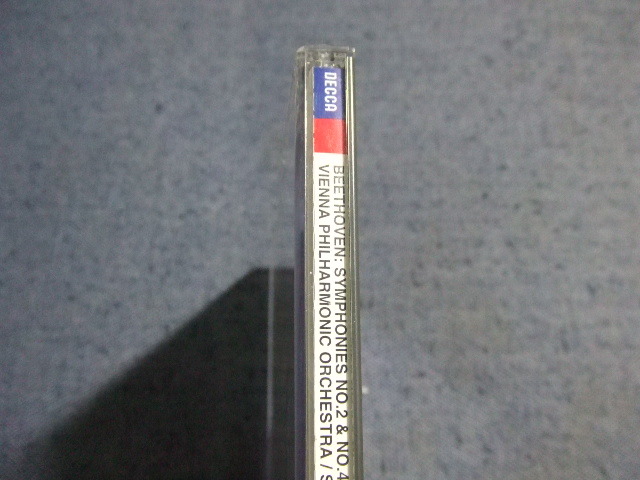 DECCA
BEETHOVEN: SYMPHONIES NO.2 & NO.4
VIENNA PHILHARMONIC ORCHESTRA / S